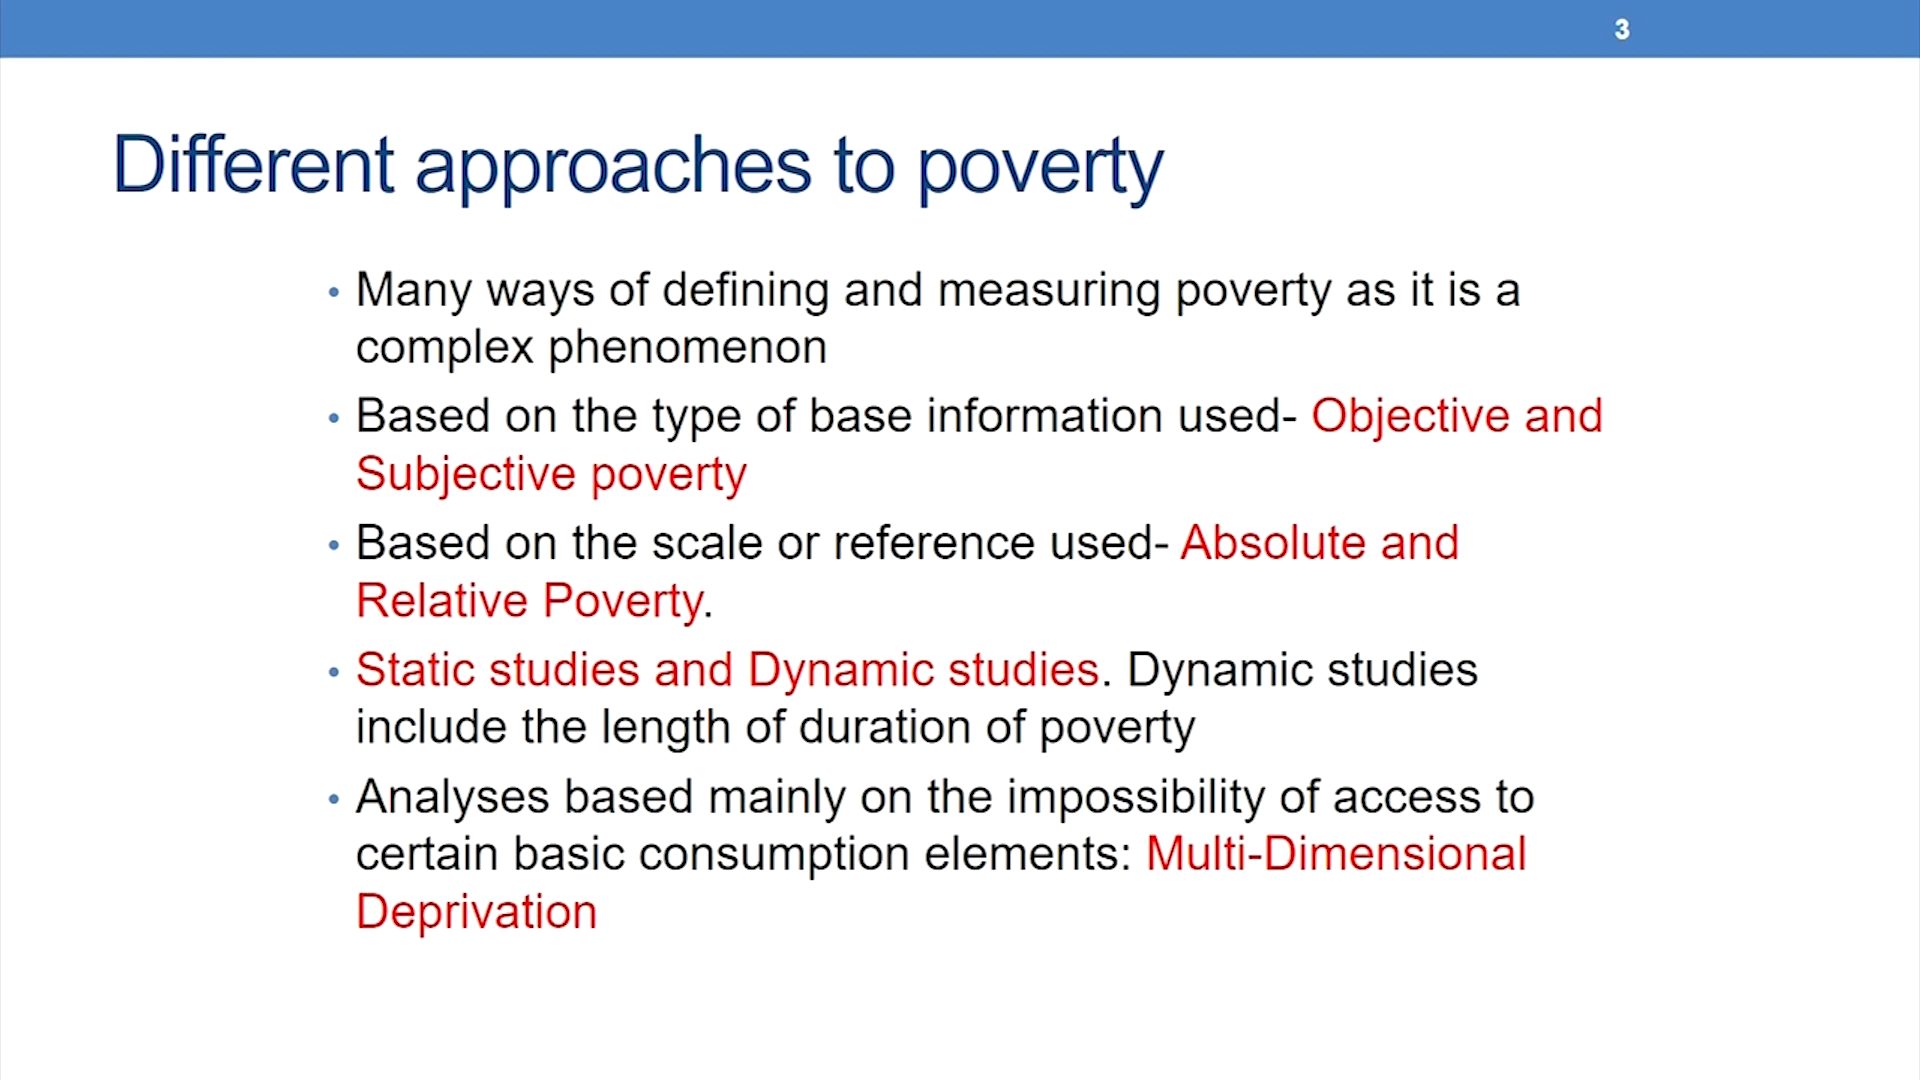 3
Different approaches to poverty
• Many ways of defining and measuring poverty as it is a
complex phenomenon
• Based on the type of base information used- Objective and
Subjective poverty
• Based on the scale or reference used- Absolute and
Relative Poverty.
• Static studies and Dynamic studies. Dynamic studies
include the length of duration of poverty
• Analyses based mainly on the impossibility of access to
certain basic consumption elements: Multi-Dimensional
Deprivation